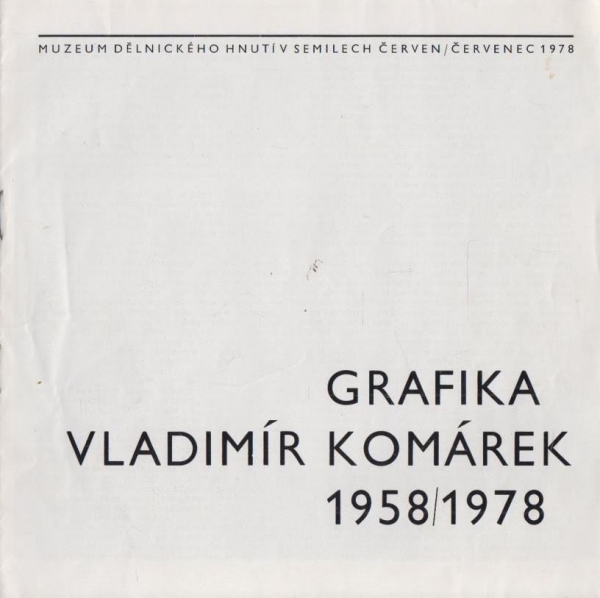 MUZEUM DĚLNICKÉHO HNUTÍ V SEMILECH ČERVEN/ČERVENEC 1978
GRAFIKA
VLADIMÍR KOMÁREK
1958/1978